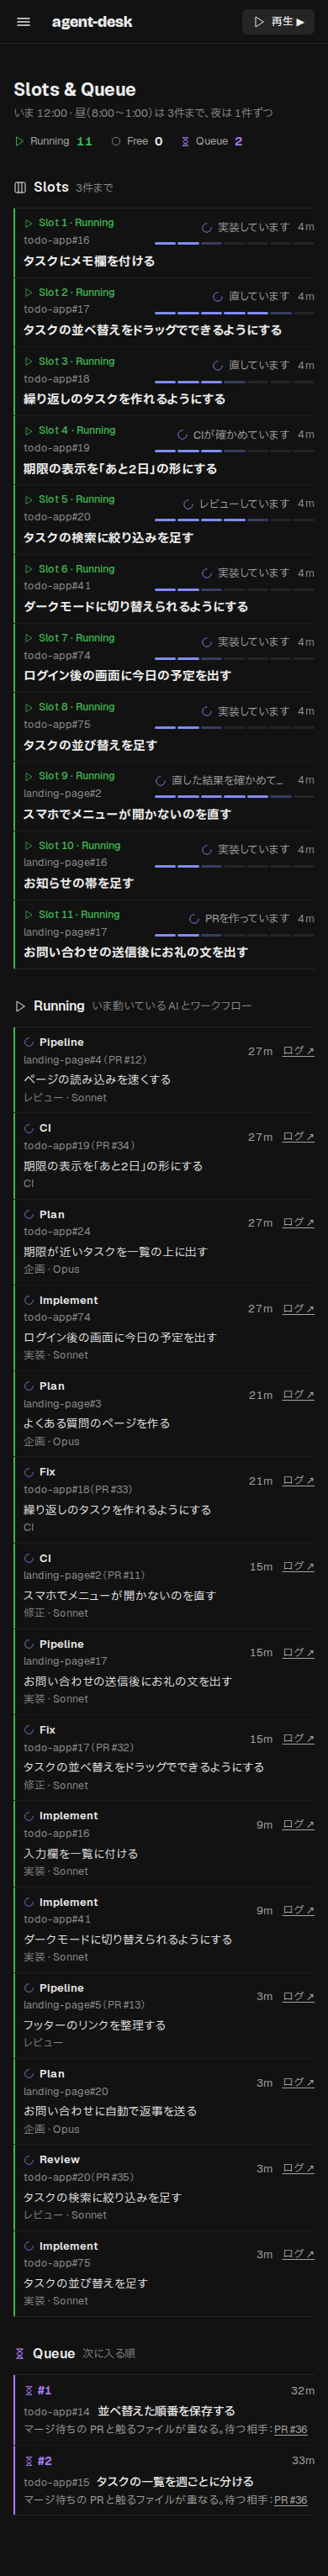 agent-desk
再生 ▶
Slots & Queue
いま 12:00 · 昼(8:00〜1:00)は 3件まで、夜は 1件ずつ
Running 11 Free 0 Queue 2
Slots 3件まで
Slot 1 · Running
実装しています 4m
todo-app#16
タスクにメモ欄を付ける
Slot 2 · Running
直しています 4m
todo-app#17
タスクの並べ替えをドラッグでできるようにする
Slot 3 · Running
直しています 4m
todo-app#18
繰り返しのタスクを作れるようにする
Slot 4 · Running
CIが確かめています 4m
todo-app#19
期限の表示を「あと2日」の形にする
Slot 5 · Running
レビューしています 4m
todo-app#20
タスクの検索に絞り込みを足す
Slot 6 · Running
実装しています 4m
todo-app#41
ダークモードに切り替えられるようにする
Slot 7 · Running
実装しています 4m
todo-app#74
ログイン後の画面に今日の予定を出す
Slot 8 · Running
実装しています 4m
todo-app#75
タスクの並び替えを足す
Slot 9 · Running
直した結果を確かめて… 4m
landing-page#2
スマホでメニューが開かないのを直す
Slot 10 · Running
実装しています 4m
landing-page#16
お知らせの帯を足す
Slot 11 · Running
PRを作っています 4m
landing-page#17
お問い合わせの送信後にお礼の文を出す
Running いま動いている AI とワークフロー
Pipeline
27m ログ ↗
landing-page#4（PR #12）
ページの読み込みを速くする
レビュー · Sonnet
CI
27m ログ ↗
todo-app#19（PR #34）
期限の表示を「あと2日」の形にする
CI
Plan
27m ログ ↗
todo-app#24
期限が近いタスクを一覧の上に出す
企画 · Opus
Implement
27m ログ ↗
todo-app#74
ログイン後の画面に今日の予定を出す
実装 · Sonnet
Plan
21m ログ ↗
landing-page#3
よくある質問のページを作る
企画 · Opus
Fix
21m ログ ↗
todo-app#18（PR #33）
繰り返しのタスクを作れるようにする
CI
CI
15m ログ ↗
landing-page#2（PR #11）
スマホでメニューが開かないのを直す
修正 · Sonnet
Pipeline
15m ログ ↗
landing-page#17
お問い合わせの送信後にお礼の文を出す
実装 · Sonnet
Fix
15m ログ ↗
todo-app#17（PR #32）
タスクの並べ替えをドラッグでできるようにする
修正 · Sonnet
Implement
9m ログ ↗
todo-app#16
入力欄を一覧に付ける
実装 · Sonnet
Implement
9m ログ ↗
todo-app#41
ダークモードに切り替えられるようにする
実装 · Sonnet
Pipeline
3m ログ ↗
landing-page#5（PR #13）
フッターのリンクを整理する
レビュー
Plan
3m ログ ↗
landing-page#20
お問い合わせに自動で返事を送る
企画 · Opus
Review
3m ログ ↗
todo-app#20（PR #35）
タスクの検索に絞り込みを足す
レビュー · Sonnet
Implement
3m ログ ↗
todo-app#75
タスクの並び替えを足す
実装 · Sonnet
Queue 次に入る順
#1 32m
todo-app#14 並べ替えた順番を保存する
マージ待ちの PR と触るファイルが重なる。待つ相手: PR #36
#2 33m
todo-app#15 タスクの一覧を週ごとに分ける
マージ待ちの PR と触るファイルが重なる。待つ相手: PR #36